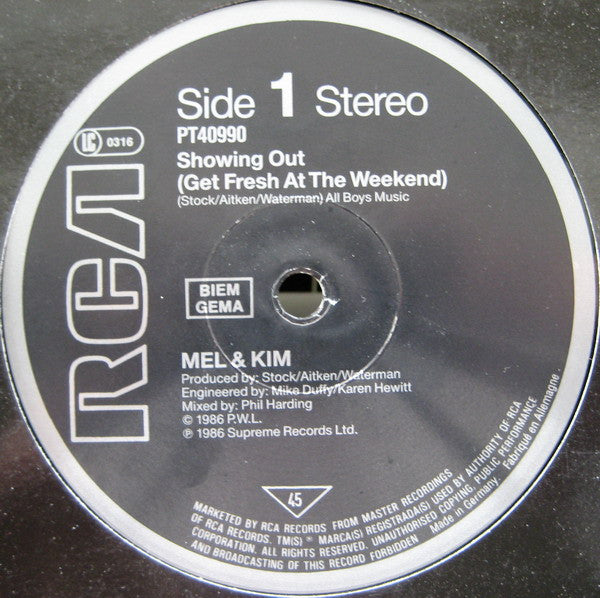 Side 1 Stereo
PT40990
Showing Out
(Get Fresh At The Weekend)
(Stock/Aitken/Waterman) All Boys Music
LC 0316
RCA
BIEM
GEMA
MEL & KIM
Produced by: Stock/Aitken/Waterman
Engineered by: Mike Duffy/Karen Hewitt
Mixed by: Phil Harding
© 1986 P.W.L.
℗ 1986 Supreme Records Ltd.
45
MARKETED BY RCA RECORDS FROM MASTER RECORDINGS
OF RCA RECORDS. TM(S) ® MARCA(S) REGISTRADA(S) USED BY AUTHORITY OF RCA
CORPORATION. ALL RIGHTS RESERVED. UNAUTHORISED COPYING, PUBLIC PERFORMANCE
AND BROADCASTING OF THIS RECORD FORBIDDEN
Made in Germany.
Fabriqué en Allemagne.